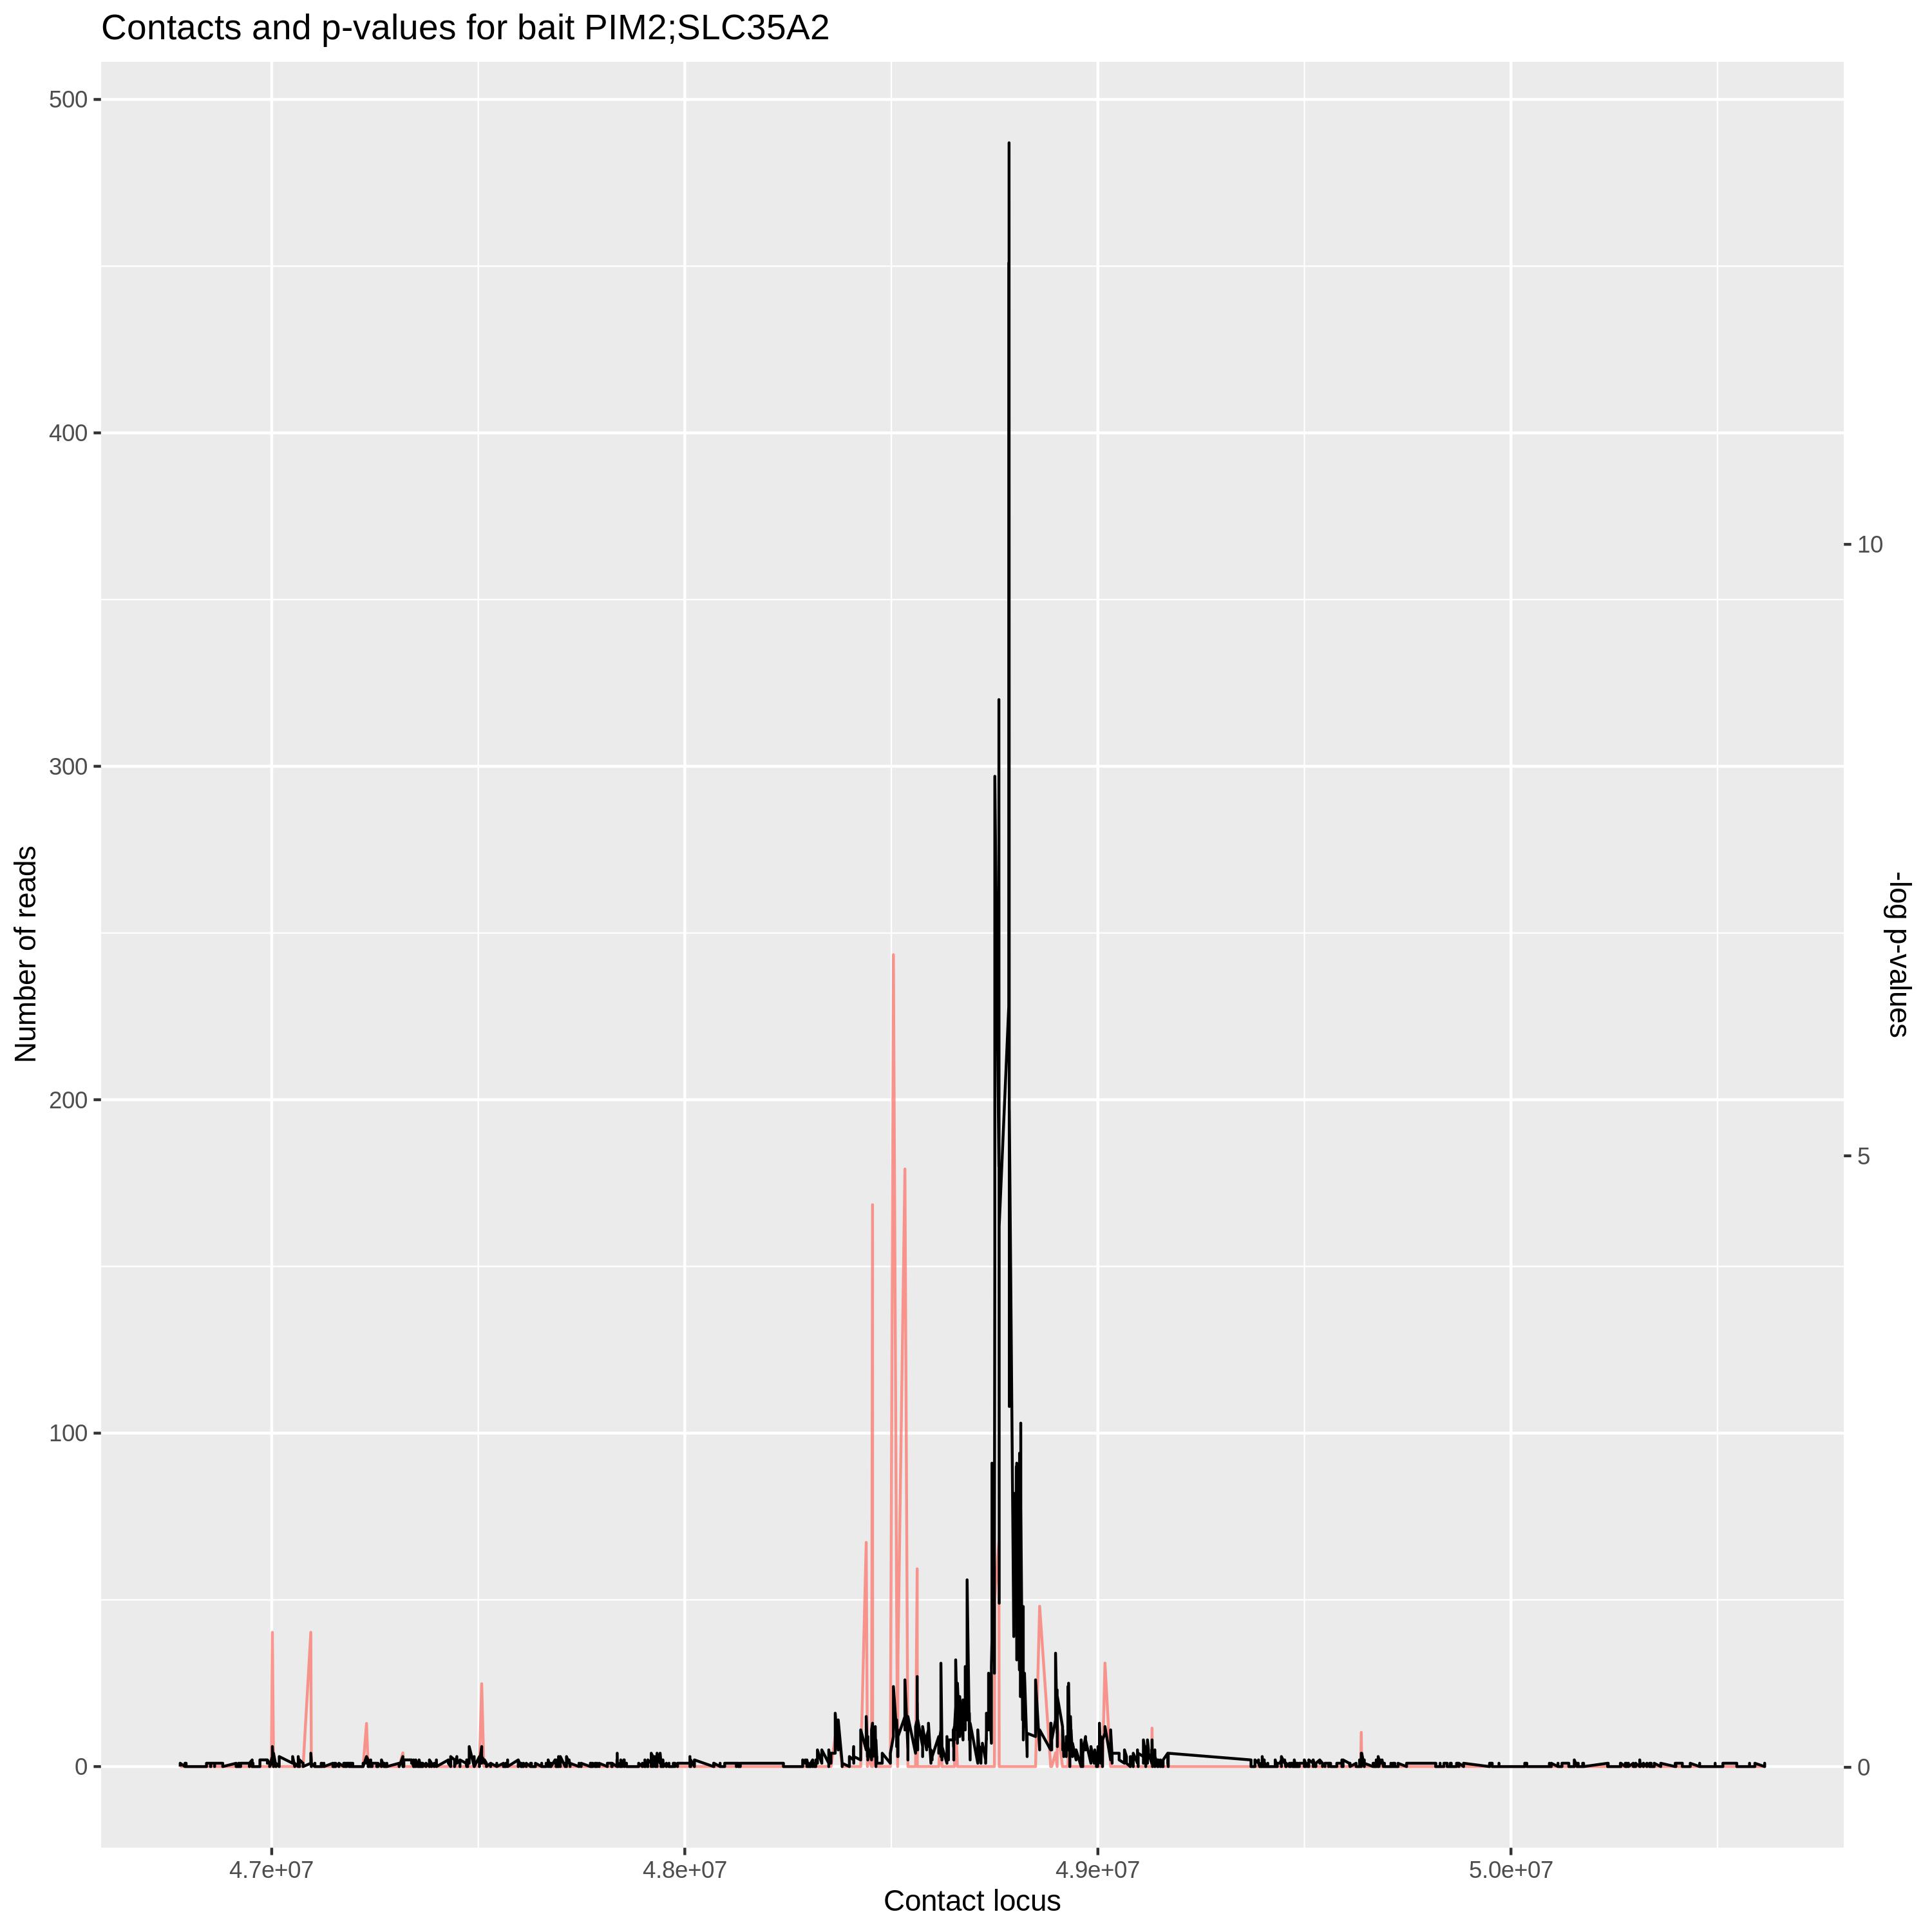 Contacts and p-values for bait PIM2;SLC35A2
500
400
300
200
100
0
Number of reads
10
5
0
-log p-values
4.7e+07
4.8e+07
4.9e+07
5.0e+07
Contact locus